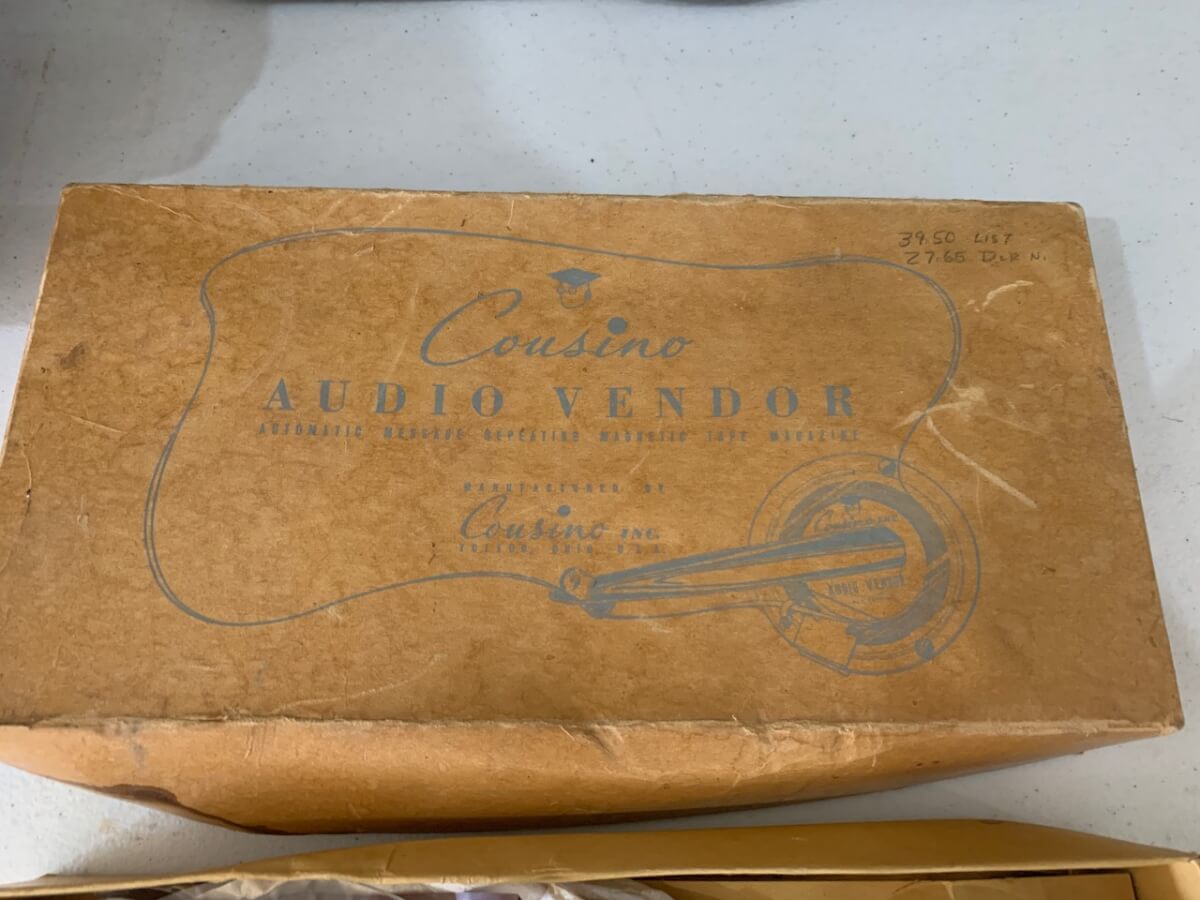 39.50 LIST
27.65 DLR N.
Cousino
AUDIO VENDOR
AUTOMATIC MESSAGE REPEATING MAGNETIC TAPE MAGAZINE
MANUFACTURED BY
Cousino INC.
TOLEDO, OHIO, U.S.A.
Cousino INC.
AUDIO VENDOR